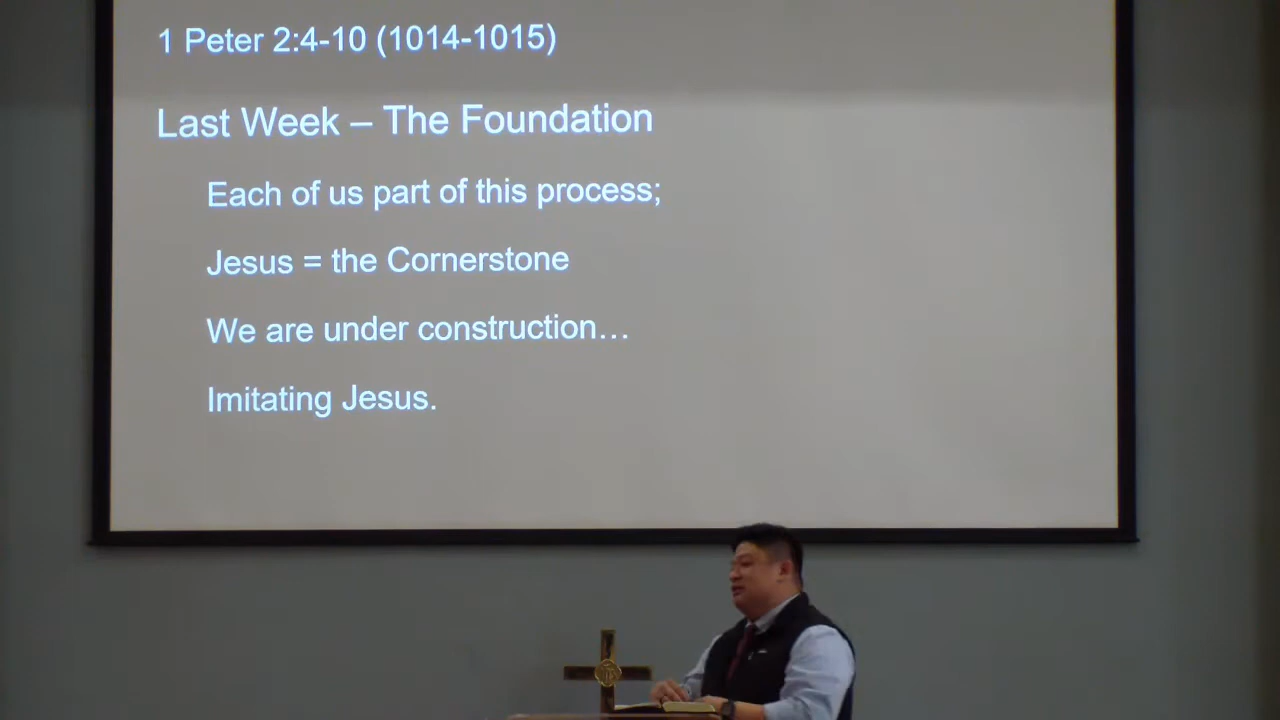 1 Peter 2:4-10 (1014-1015)
Last Week – The Foundation
Each of us part of this process;
Jesus = the Cornerstone
We are under construction…
Imitating Jesus.